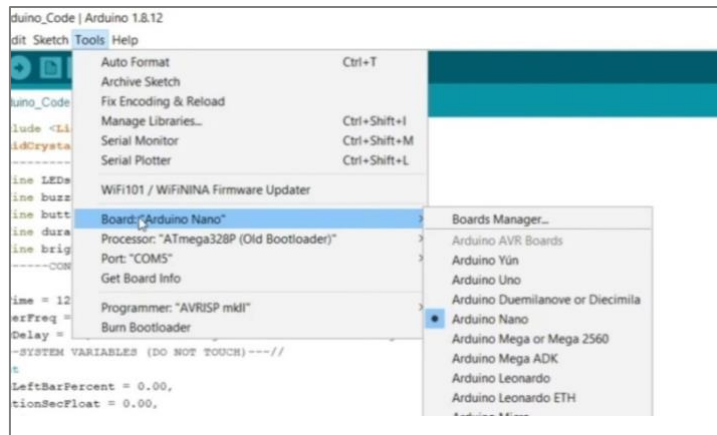 duino_Code | Arduino 1.8.12
dit Sketch Tools Help
Auto Format Ctrl+T
Archive Sketch
Fix Encoding & Reload
Manage Libraries... Ctrl+Shift+I
Serial Monitor Ctrl+Shift+M
Serial Plotter Ctrl+Shift+L
WiFi101 / WiFiNINA Firmware Updater
Board: "Arduino Nano"
Processor: "ATmega328P (Old Bootloader)"
Port: "COM5"
Get Board Info
Programmer: "AVRISP mkII"
Burn Bootloader
Boards Manager...
Arduino AVR Boards
Arduino Yún
Arduino Uno
Arduino Duemilanove or Diecimila
Arduino Nano
Arduino Mega or Mega 2560
Arduino Mega ADK
Arduino Leonardo
Arduino Leonardo ETH
duino_Code
lude <Li
idCrysta
----------
ine LEDs
ine buzz
ine butt
ine dura
ine brig
-----CON
ime = 12
erFreq =
Delay =
--SYSTEM VARIABLES (DO NOT TOUCH)---//
t
LeftBarPercent = 0.00,
tionSecFloat = 0.00,